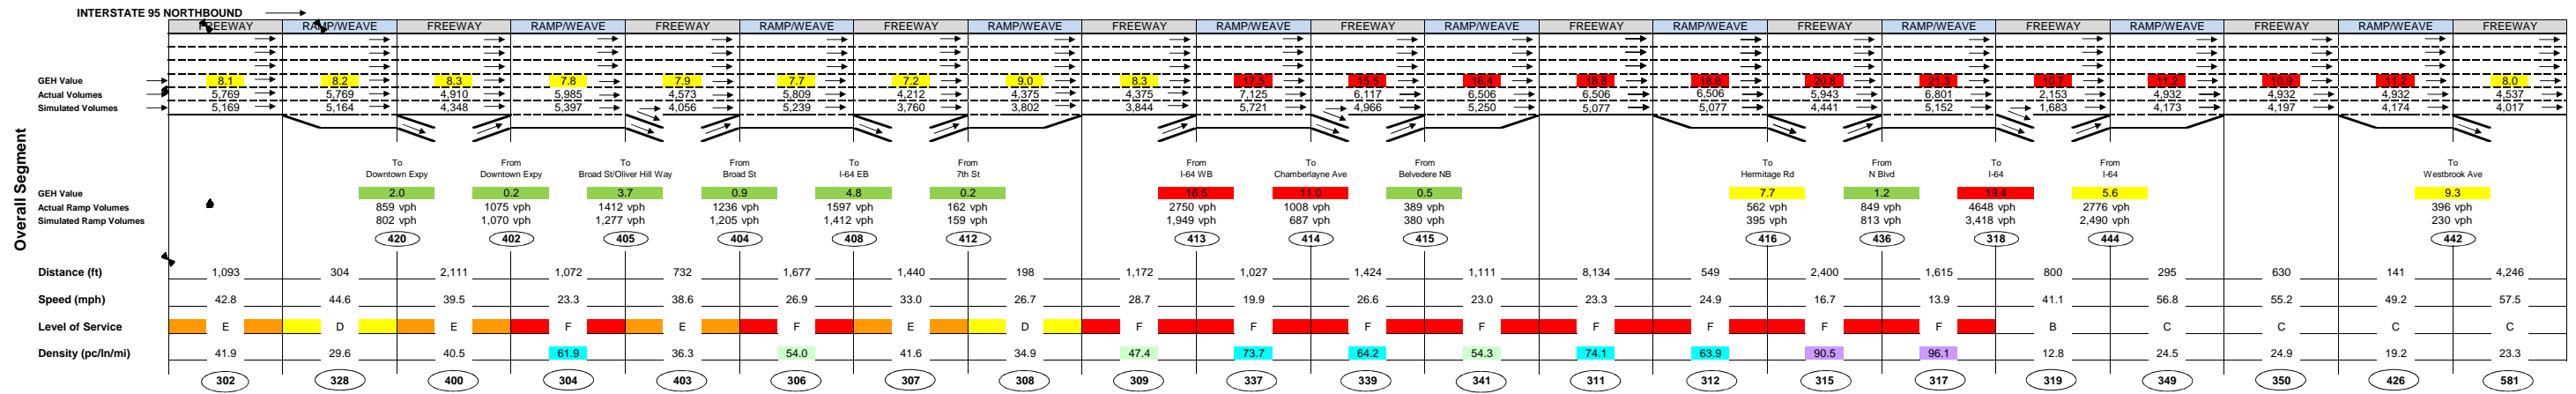 INTERSTATE 95 NORTHBOUND
FREEWAY RAMP/WEAVE FREEWAY RAMP/WEAVE FREEWAY RAMP/WEAVE FREEWAY RAMP/WEAVE FREEWAY RAMP/WEAVE FREEWAY RAMP/WEAVE FREEWAY RAMP/WEAVE FREEWAY RAMP/WEAVE FREEWAY RAMP/WEAVE FREEWAY RAMP/WEAVE FREEWAY
GEH Value 8.1 8.2 8.3 7.8 7.9 7.7 7.2 9.0 8.3 17.5 15.5 16.4 18.8 18.8 20.8 21.3 10.7 11.2 10.9 11.2 8.0
Actual Volumes 5,769 5,769 4,910 5,985 4,573 5,809 4,212 4,375 4,375 7,125 6,117 6,506 6,506 6,506 5,943 6,801 2,153 4,932 4,932 4,932 4,537
Simulated Volumes 5,169 5,164 4,348 5,397 4,056 5,239 3,760 3,802 3,844 5,721 4,966 5,250 5,077 5,077 4,441 5,152 1,683 4,173 4,197 4,174 4,017
Overall Segment
To From To From To From From To From To From To From To
Downtown Expy Downtown Expy Broad St/Oliver Hill Way Broad St I-64 EB 7th St I-64 WB Chamberlayne Ave Belvedere NB Hermitage Rd N Blvd I-64 I-64 Westbrook Ave
GEH Value 2.0 0.2 3.7 0.9 4.8 0.2 16.5 11.0 0.5 7.7 1.2 19.4 5.6 9.3
Actual Ramp Volumes 859 vph 1075 vph 1412 vph 1236 vph 1597 vph 162 vph 2750 vph 1008 vph 389 vph 562 vph 849 vph 4648 vph 2776 vph 396 vph
Simulated Ramp Volumes 802 vph 1,070 vph 1,277 vph 1,205 vph 1,412 vph 159 vph 1,949 vph 687 vph 380 vph 395 vph 813 vph 3,418 vph 2,490 vph 230 vph
420 402 405 404 408 412 413 414 415 416 436 318 444 442
Distance (ft) 1,093 304 2,111 1,072 732 1,677 1,440 198 1,172 1,027 1,424 1,111 8,134 549 2,400 1,615 800 295 630 141 4,246
Speed (mph) 42.8 44.6 39.5 23.3 38.6 26.9 33.0 26.7 28.7 19.9 26.6 23.0 23.3 24.9 16.7 13.9 41.1 56.8 55.2 49.2 57.5
Level of Service E D E F E F E D F F F F F F F F B C C C C
Density (pc/ln/mi) 41.9 29.6 40.5 61.9 36.3 54.0 41.6 34.9 47.4 73.7 64.2 54.3 74.1 63.9 90.5 96.1 12.8 24.5 24.9 19.2 23.3
302 328 400 304 403 306 307 308 309 337 339 341 311 312 315 317 319 349 350 426 581